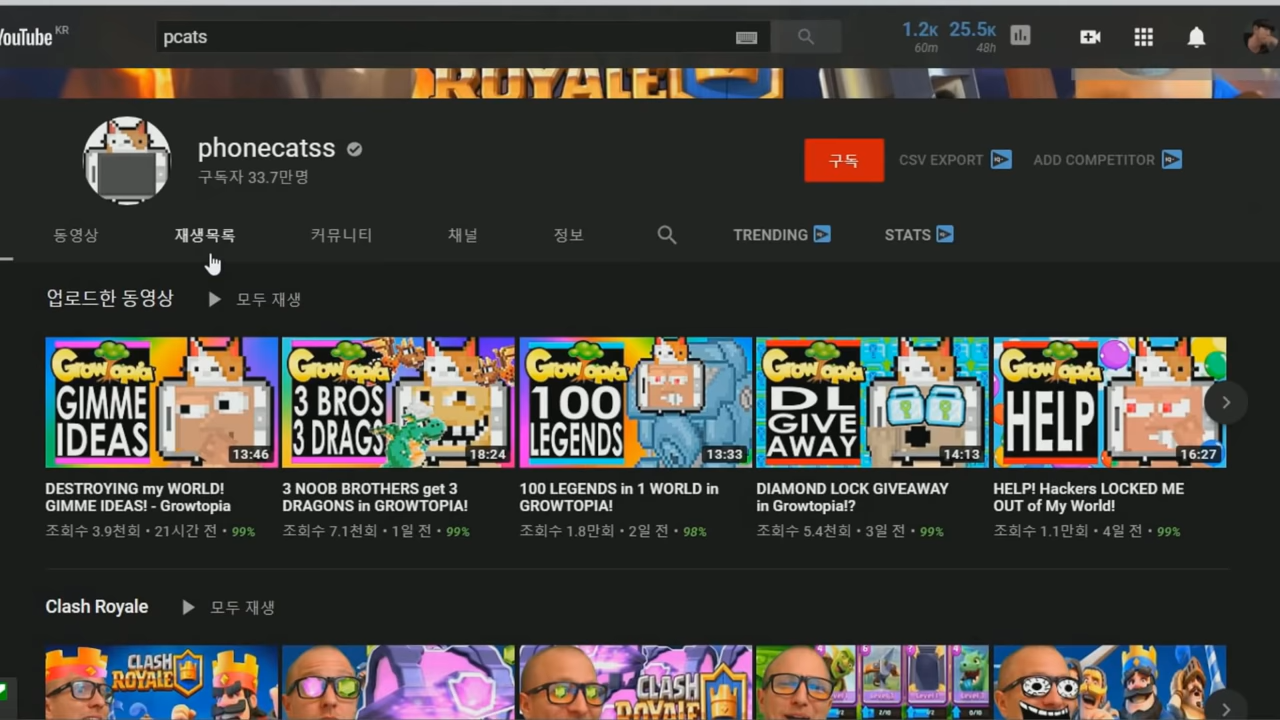 YouTube KR
pcats
1.2K 25.5K
60m 48h
ROYALE
phonecatss
구독자 33.7만명
구독
CSV EXPORT
ADD COMPETITOR
동영상 재생목록 커뮤니티 채널 정보 TRENDING STATS
업로드한 동영상 모두 재생
Growtopia
GIMME
IDEAS
13:46
Growtopia
3 BROS
3 DRAGS
18:24
Growtopia
100
LEGENDS
13:33
Growtopia
DL
GIVE
AWAY
14:13
Growtopia
HELP
16:27
DESTROYING my WORLD!
GIMME IDEAS! - Growtopia
조회수 3.9천회 • 21시간 전 • 99%
3 NOOB BROTHERS get 3
DRAGONS in GROWTOPIA!
조회수 7.1천회 • 1일 전 • 99%
100 LEGENDS in 1 WORLD in
GROWTOPIA!
조회수 1.8만회 • 2일 전 • 98%
DIAMOND LOCK GIVEAWAY
in Growtopia!?
조회수 5.4천회 • 3일 전 • 99%
HELP! Hackers LOCKED ME
OUT of My World!
조회수 1.1만회 • 4일 전 • 99%
Clash Royale 모두 재생
CLASH
ROYALE
CLASH
ROYALE